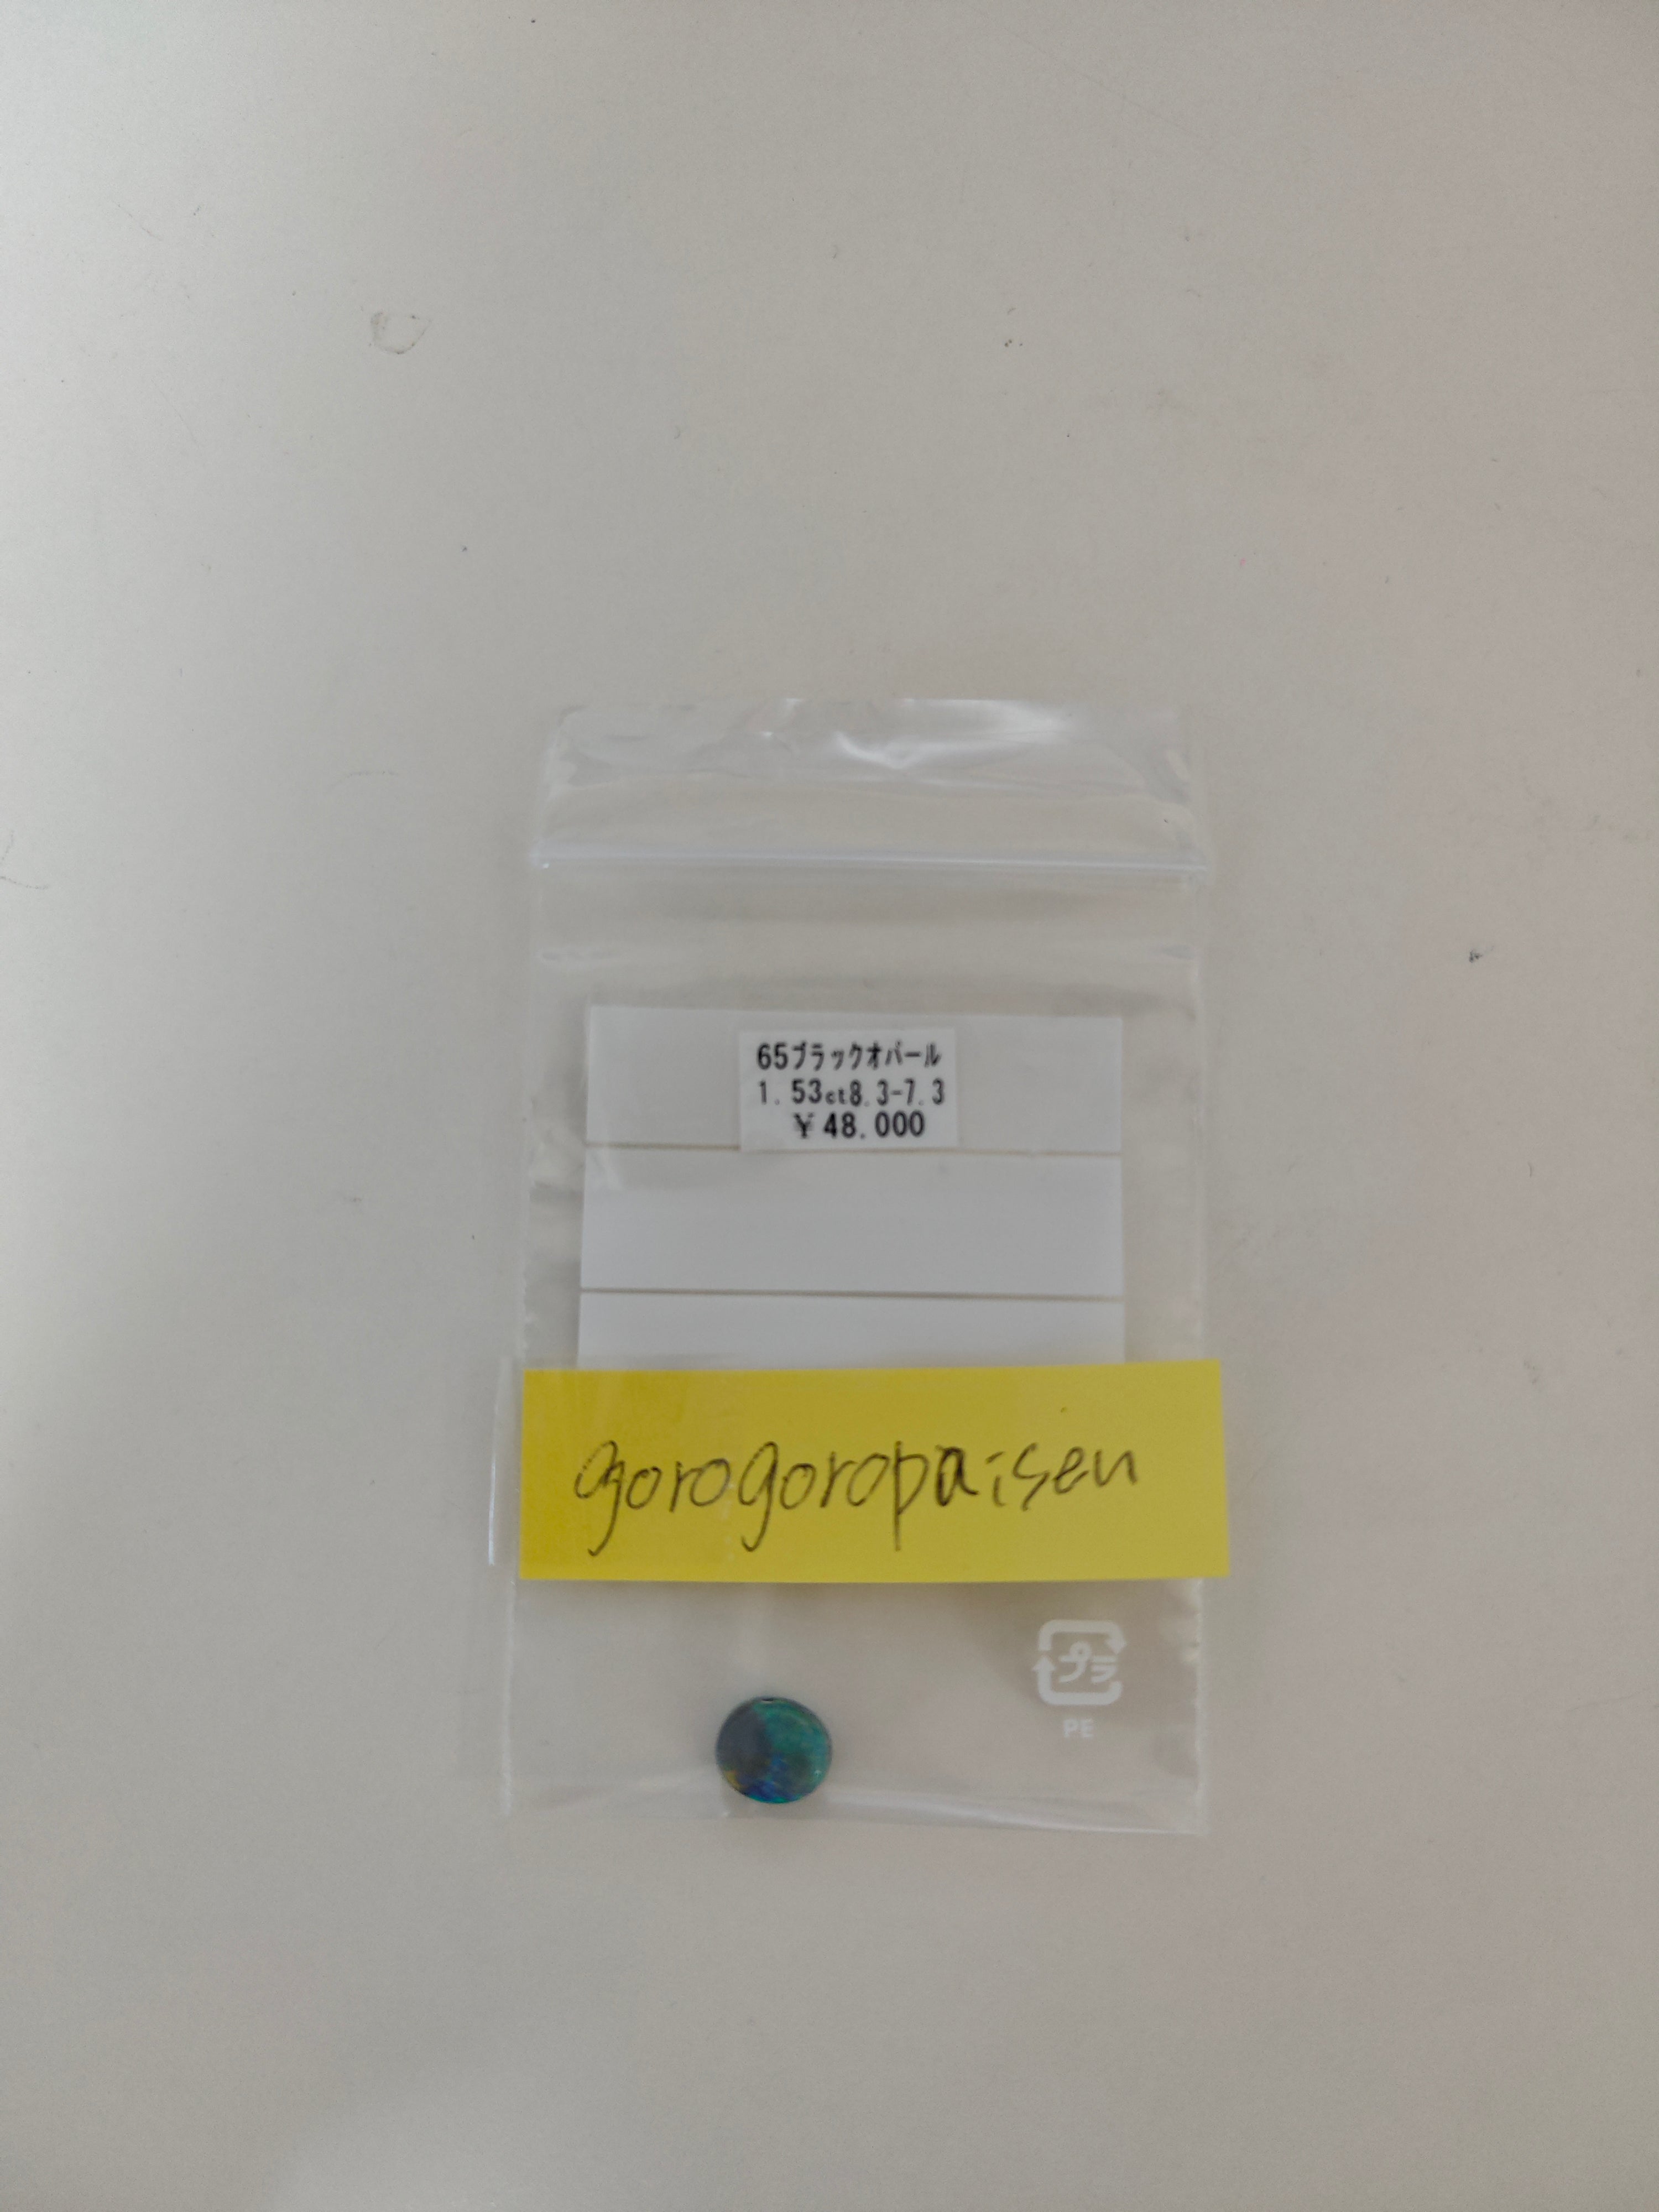 65ブラックオパール
1.53ct8.3-7.3
￥48.000
gorogoropaisen
プラ
PE